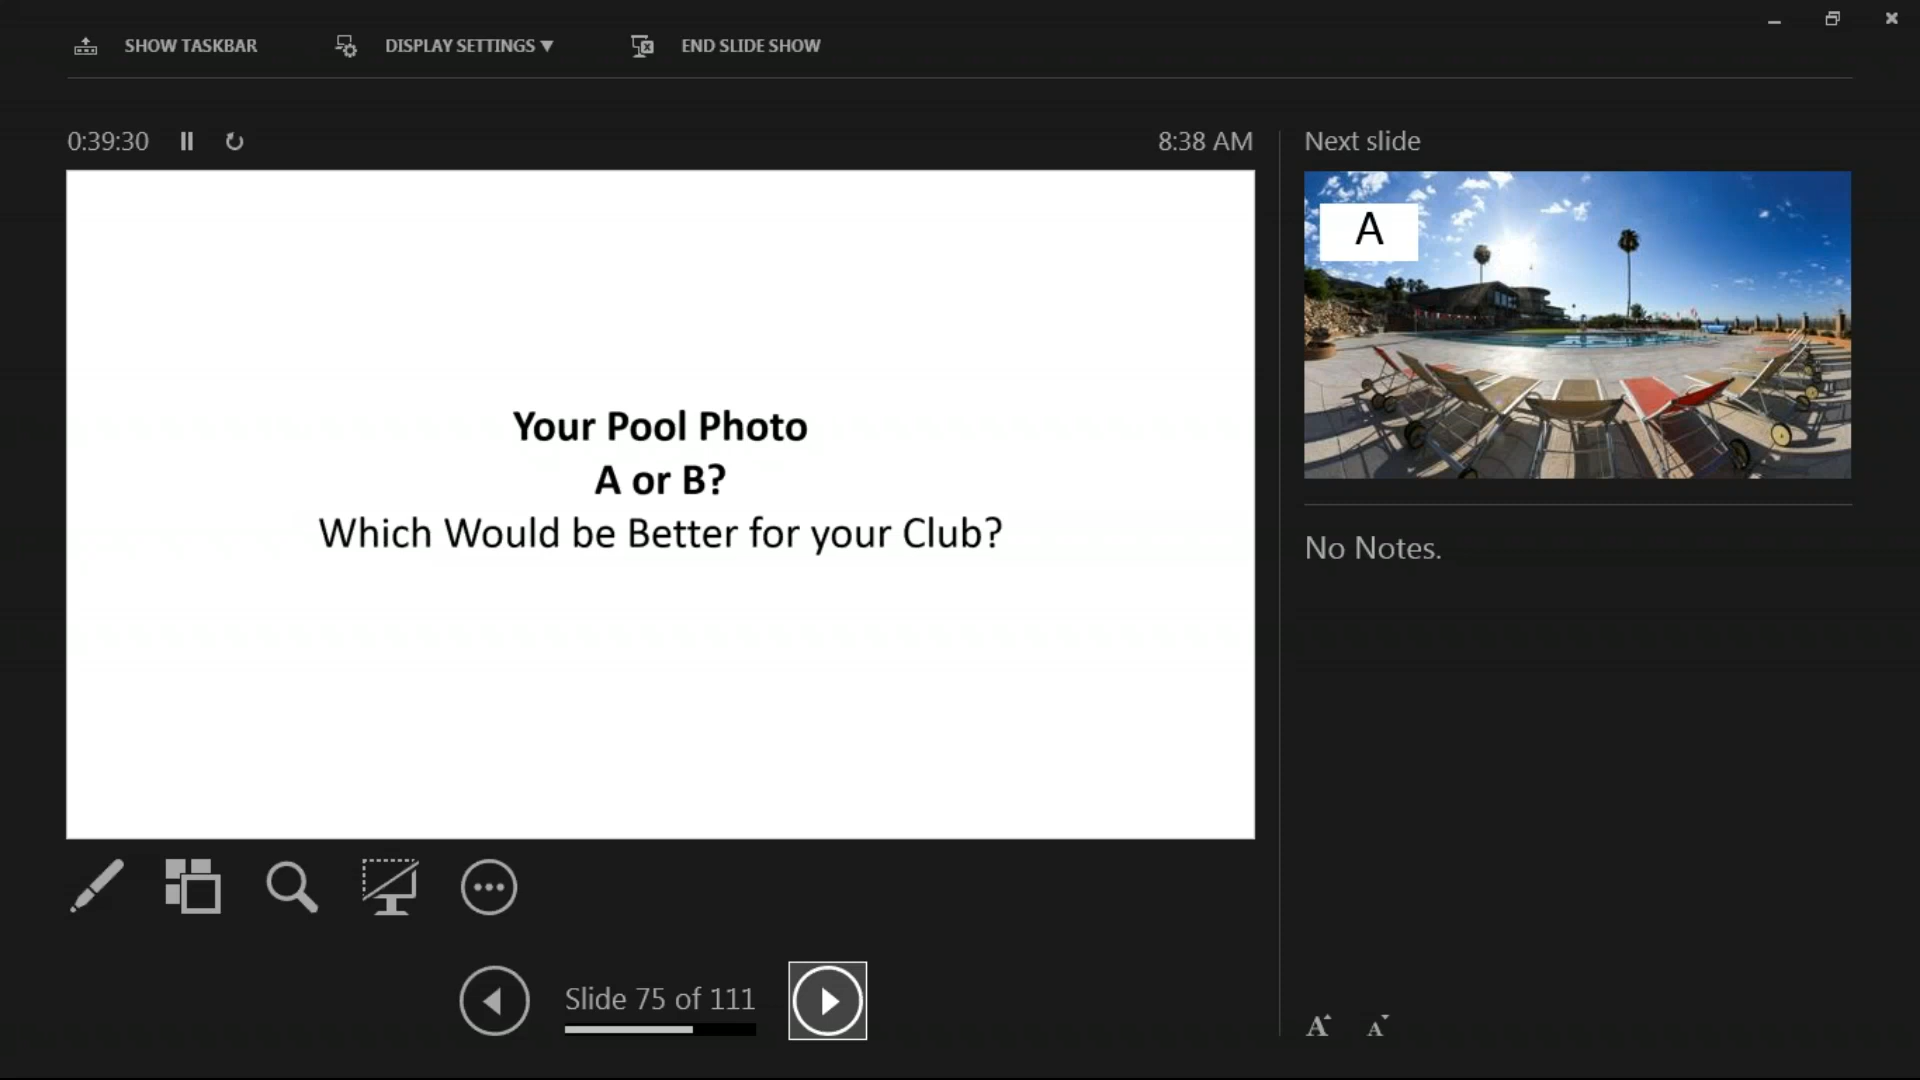 SHOW TASKBAR
DISPLAY SETTINGS ▼
END SLIDE SHOW
0:39:30
8:38 AM
Next slide
Your Pool Photo
A or B?
Which Would be Better for your Club?
A
No Notes.
Slide 75 of 111
A A